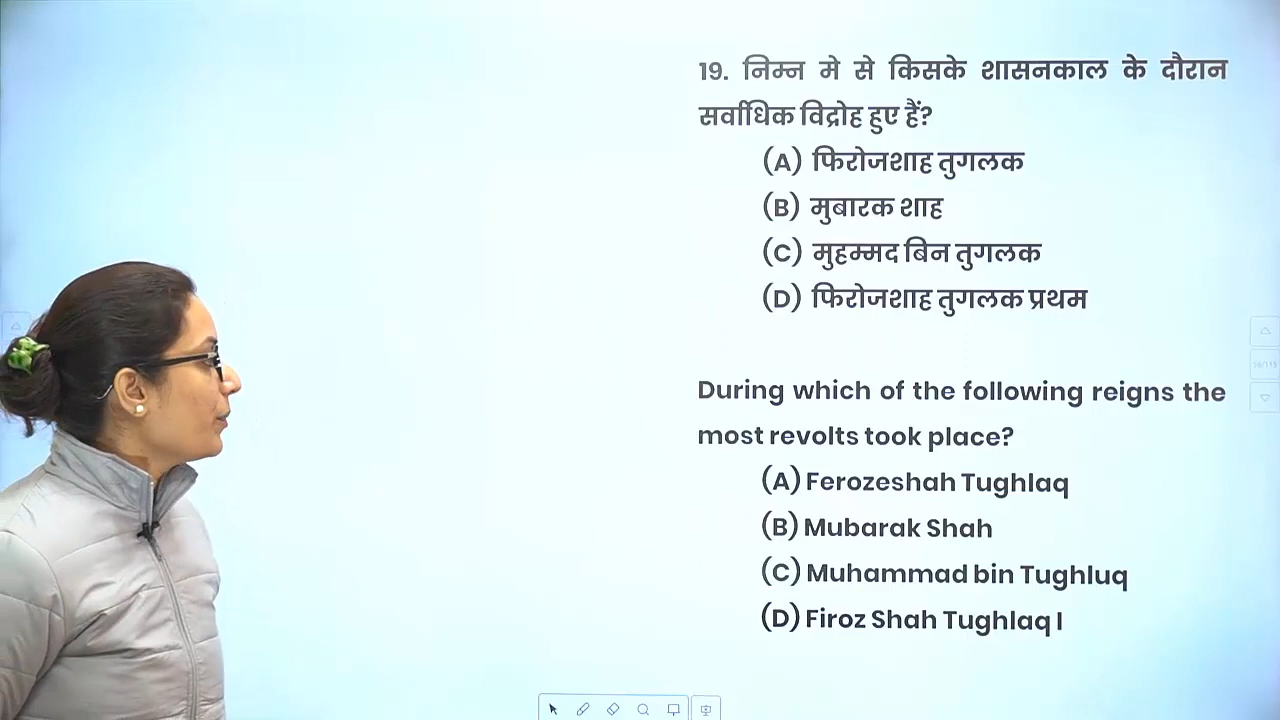 19. निम्न मे से किसके शासनकाल के दौरान
सर्वाधिक विद्रोह हुए हैं?
(A) फिरोजशाह तुगलक
(B) मुबारक शाह
(C) मुहम्मद बिन तुगलक
(D) फिरोजशाह तुगलक प्रथम
During which of the following reigns the
most revolts took place?
(A) Ferozeshah Tughlaq
(B) Mubarak Shah
(C) Muhammad bin Tughluq
(D) Firoz Shah Tughlaq I